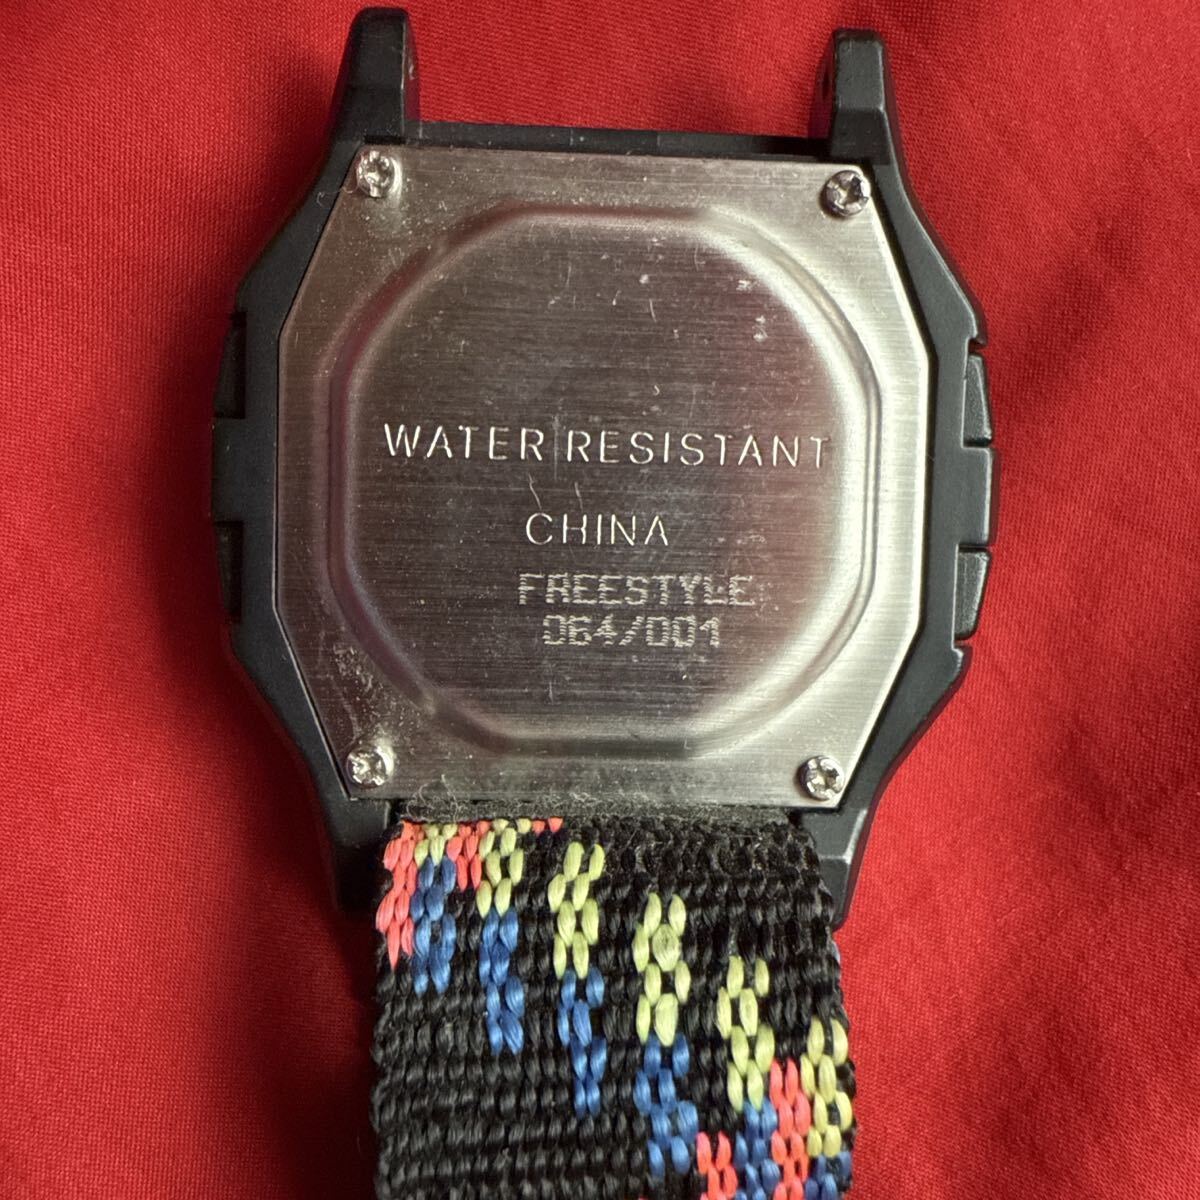 WATER RESISTANT
CHINA
FREESTYLE
064/001